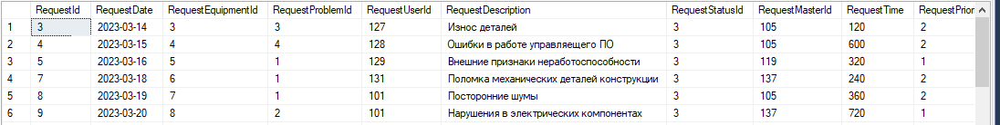 RequestId RequestDate RequestEquipmentId RequestProblemId RequestUserId RequestDescription RequestStatusId RequestMasterId RequestTime RequestPrior
1 3 2023-03-14 3 3 127 Износ деталей 3 105 120 2
2 4 2023-03-15 4 4 128 Ошибки в работе управляещего ПО 3 105 600 2
3 5 2023-03-16 5 1 129 Внешние признаки неработоспособности 3 119 320 1
4 7 2023-03-18 6 1 131 Поломка механических деталей конструкции 3 137 240 2
5 8 2023-03-19 7 1 101 Посторонние шумы 3 105 360 2
6 9 2023-03-20 8 2 101 Нарушения в электрических компонентах 3 137 720 1